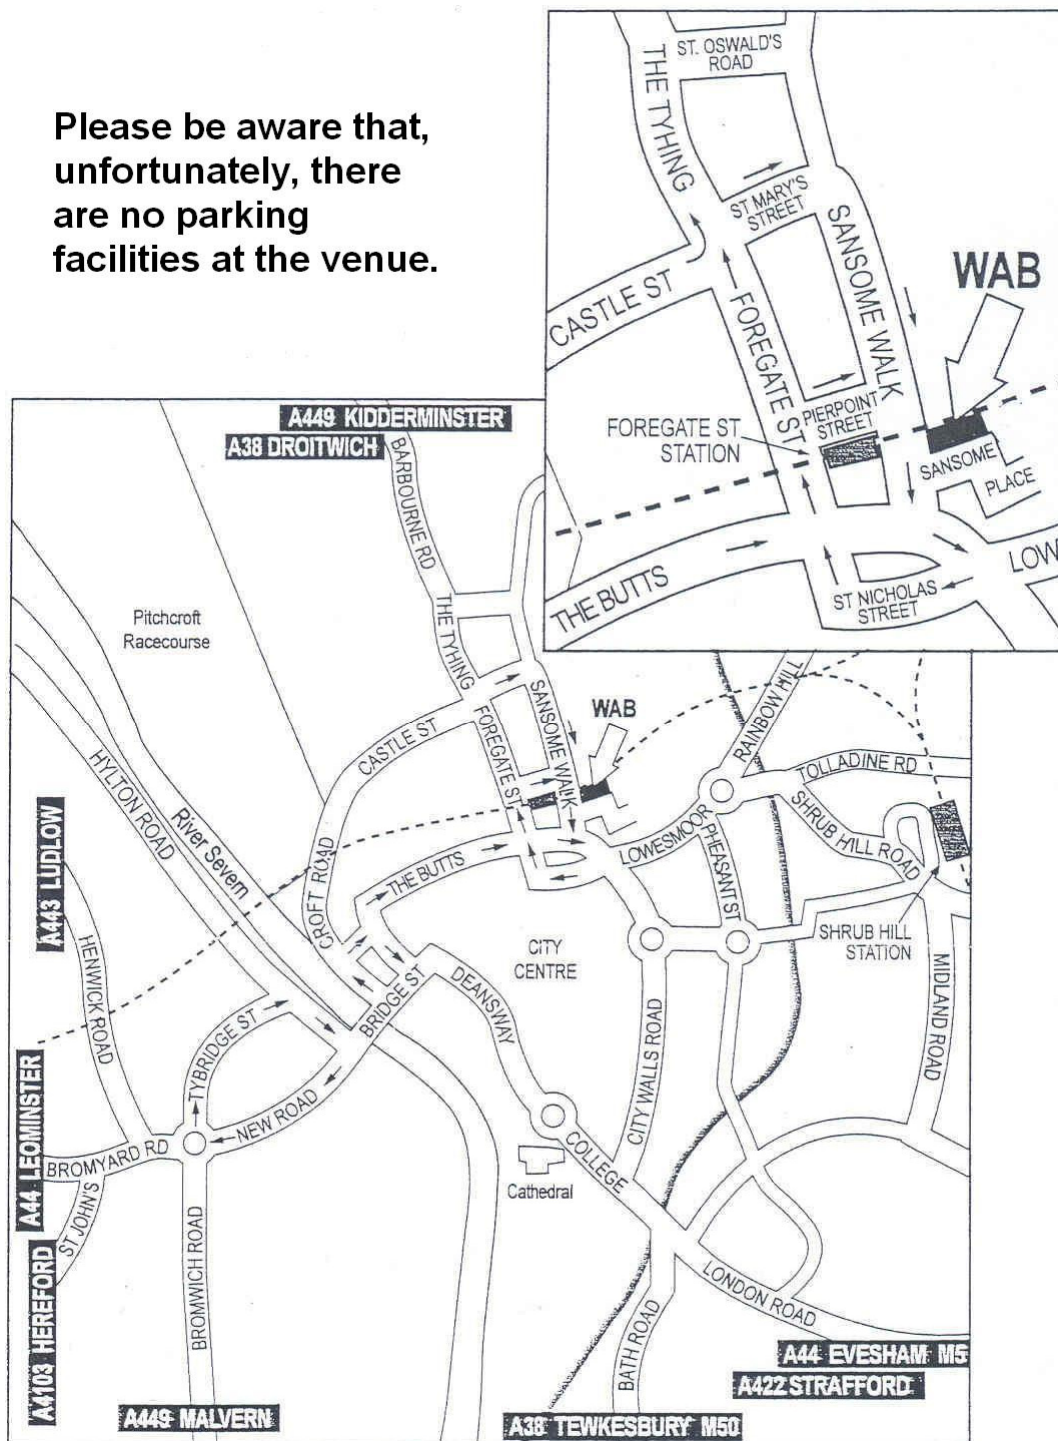 Please be aware that,
unfortunately, there
are no parking
facilities at the venue.
ST. OSWALD'S
ROAD
THE TYHING
ST MARY'S
STREET
SANSOME WALK
WAB
CASTLE ST
FOREGATE ST
PIERPOINT
STREET
FOREGATE ST
STATION
SANSOME
PLACE
LOW
THE BUTTS
ST NICHOLAS
STREET
A449 KIDDERMINSTER
A38 DROITWICH
BARBOURNE RD
Pitchcroft
Racecourse
THE TYHING
SANSOME WALK
WAB
RAINBOW HILL
CASTLE ST
FOREGATE ST
TOLLADINE RD
HYLTON ROAD
River Severn
SHRUB HILL ROAD
LOWESMOOR
PHEASANT ST
A443 LUDLOW
CROFT ROAD
THE BUTTS
HENWICK ROAD
CITY
CENTRE
SHRUB HILL
STATION
DEANSWAY
BRIDGE ST
MIDLAND ROAD
TYBRIDGE ST
CITY WALLS ROAD
NEW ROAD
A44 LEOMINSTER
BROMYARD RD
COLLEGE
Cathedral
ST JOHN'S
BROMWICH ROAD
A4103 HEREFORD
LONDON ROAD
BATH ROAD
A44 EVESHAM M5
A422 STRAFFORD
A449 MALVERN
A38 TEWKESBURY M50